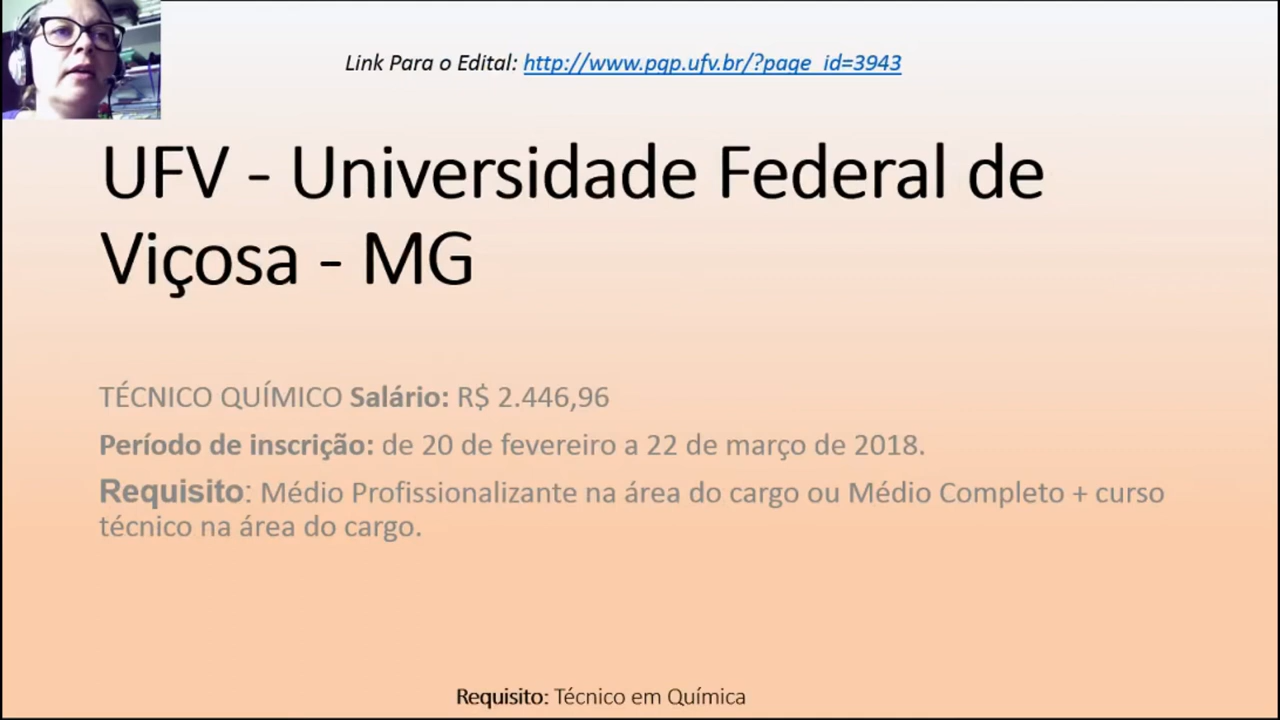 Link Para o Edital: http://www.pgp.ufv.br/?page_id=3943
UFV - Universidade Federal de
Viçosa - MG
TÉCNICO QUÍMICO Salário: R$ 2.446,96
Período de inscrição: de 20 de fevereiro a 22 de março de 2018.
Requisito: Médio Profissionalizante na área do cargo ou Médio Completo + curso
técnico na área do cargo.
Requisito: Técnico em Química